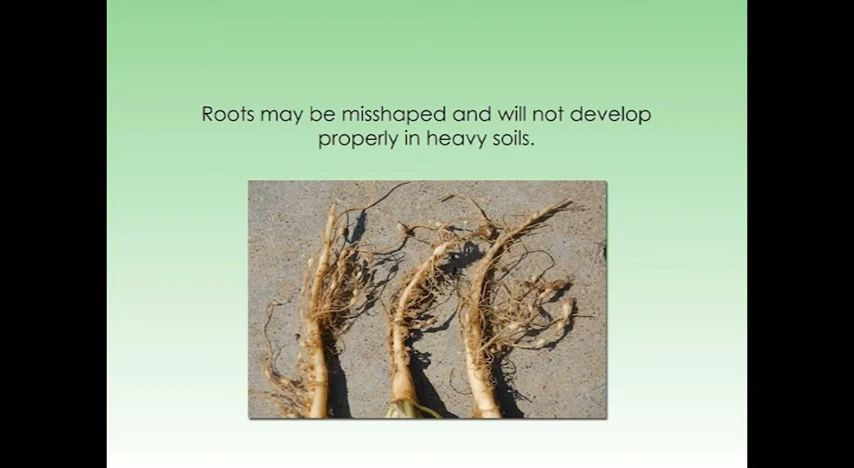 Roots may be misshaped and will not develop
properly in heavy soils.